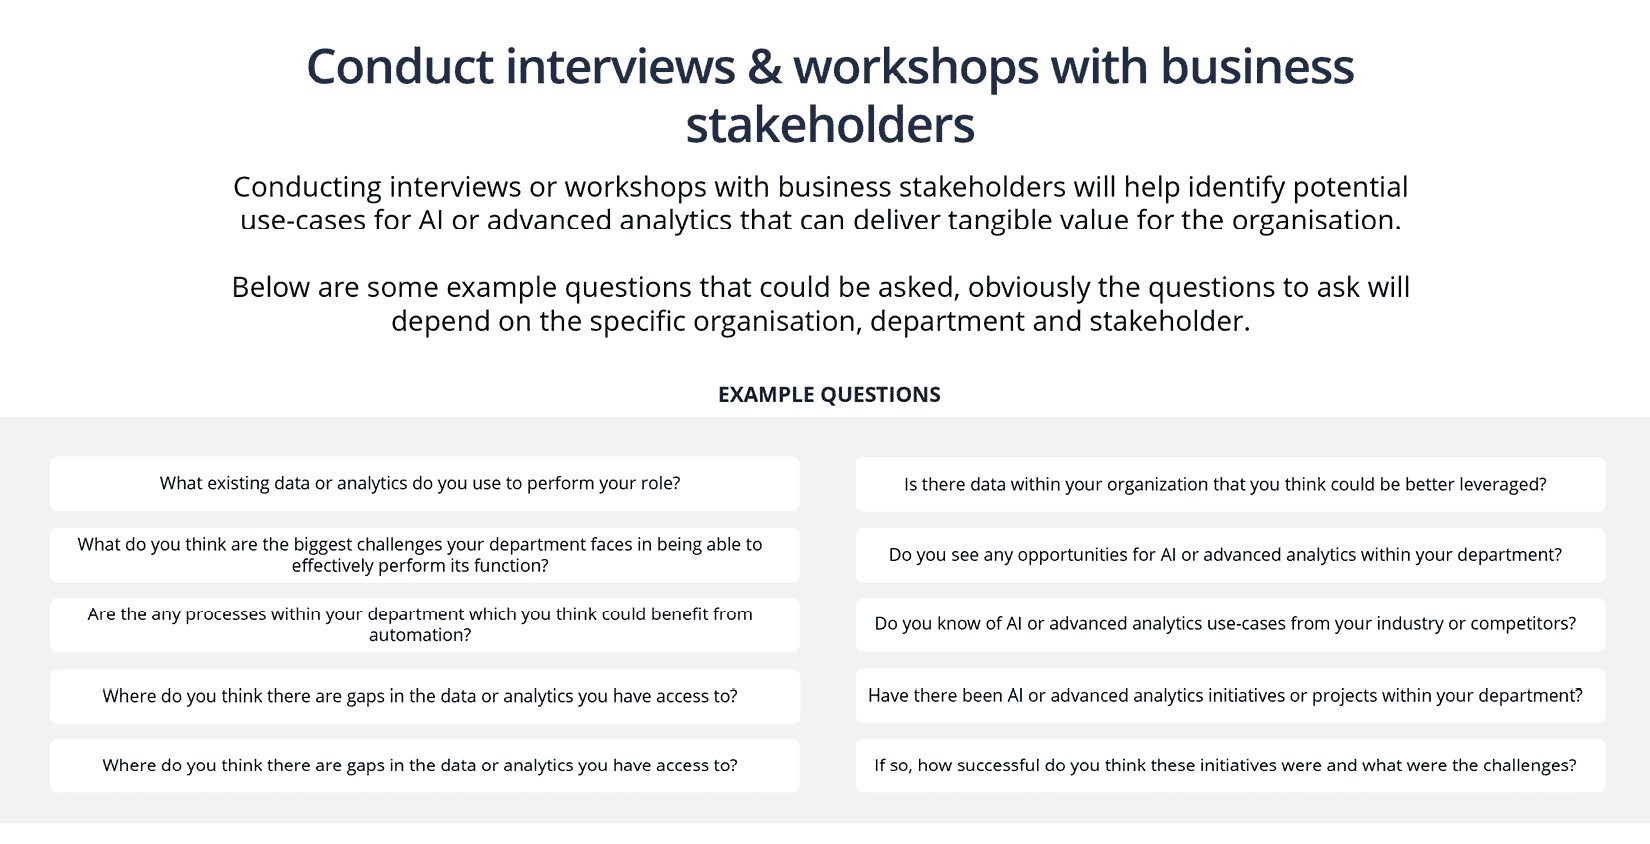 Conduct interviews & workshops with business
stakeholders
Conducting interviews or workshops with business stakeholders will help identify potential
use-cases for AI or advanced analytics that can deliver tangible value for the organisation.
Below are some example questions that could be asked, obviously the questions to ask will
depend on the specific organisation, department and stakeholder.
EXAMPLE QUESTIONS
What existing data or analytics do you use to perform your role?
What do you think are the biggest challenges your department faces in being able to
effectively perform its function?
Are the any processes within your department which you think could benefit from
automation?
Where do you think there are gaps in the data or analytics you have access to?
Where do you think there are gaps in the data or analytics you have access to?
Is there data within your organization that you think could be better leveraged?
Do you see any opportunities for AI or advanced analytics within your department?
Do you know of AI or advanced analytics use-cases from your industry or competitors?
Have there been AI or advanced analytics initiatives or projects within your department?
If so, how successful do you think these initiatives were and what were the challenges?